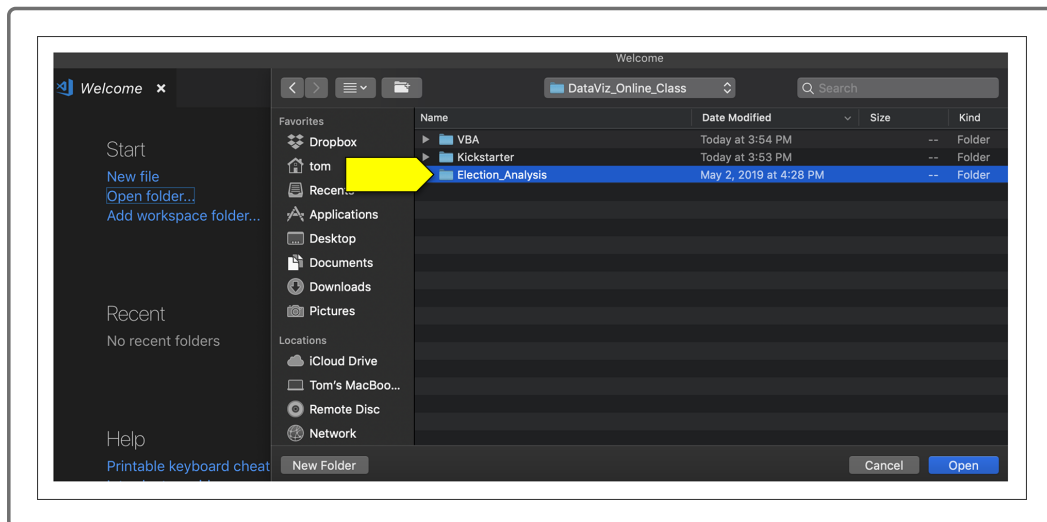 Welcome
Welcome ×
DataViz_Online_Class
Search
Start
New file
Open folder...
Add workspace folder...
Recent
No recent folders
Help
Printable keyboard cheat
Favorites
Dropbox
tom
Recents
Applications
Desktop
Documents
Downloads
Pictures
Locations
iCloud Drive
Tom's MacBoo...
Remote Disc
Network
Name Date Modified Size Kind
VBA Today at 3:54 PM -- Folder
Kickstarter Today at 3:53 PM -- Folder
Election_Analysis May 2, 2019 at 4:28 PM -- Folder
New Folder Cancel Open